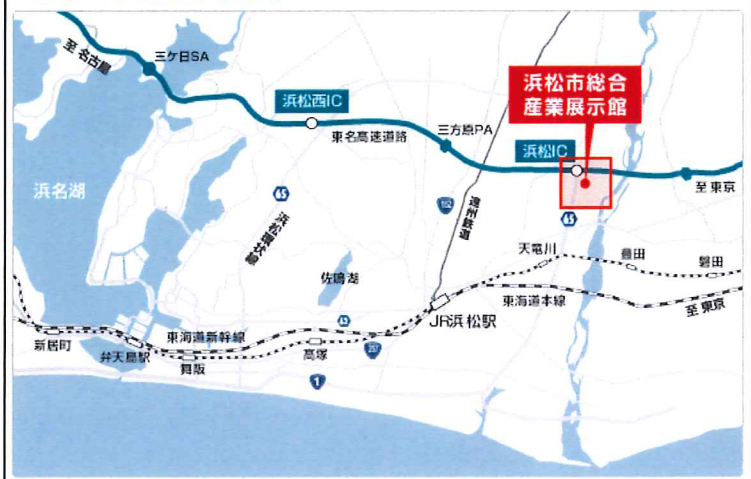 至 名古屋
三ケ日SA
浜松西IC
東名高速道路
三方原PA
浜松市総合
産業展示館
浜松IC
至 東京
浜名湖
65
浜松環状線
152
遠州鉄道
65
佐鳴湖
天竜川
豊田
磐田
東海道本線
至 東京
JR浜松駅
62
257
東海道新幹線
新居町
弁天島駅
舞阪
高塚
1